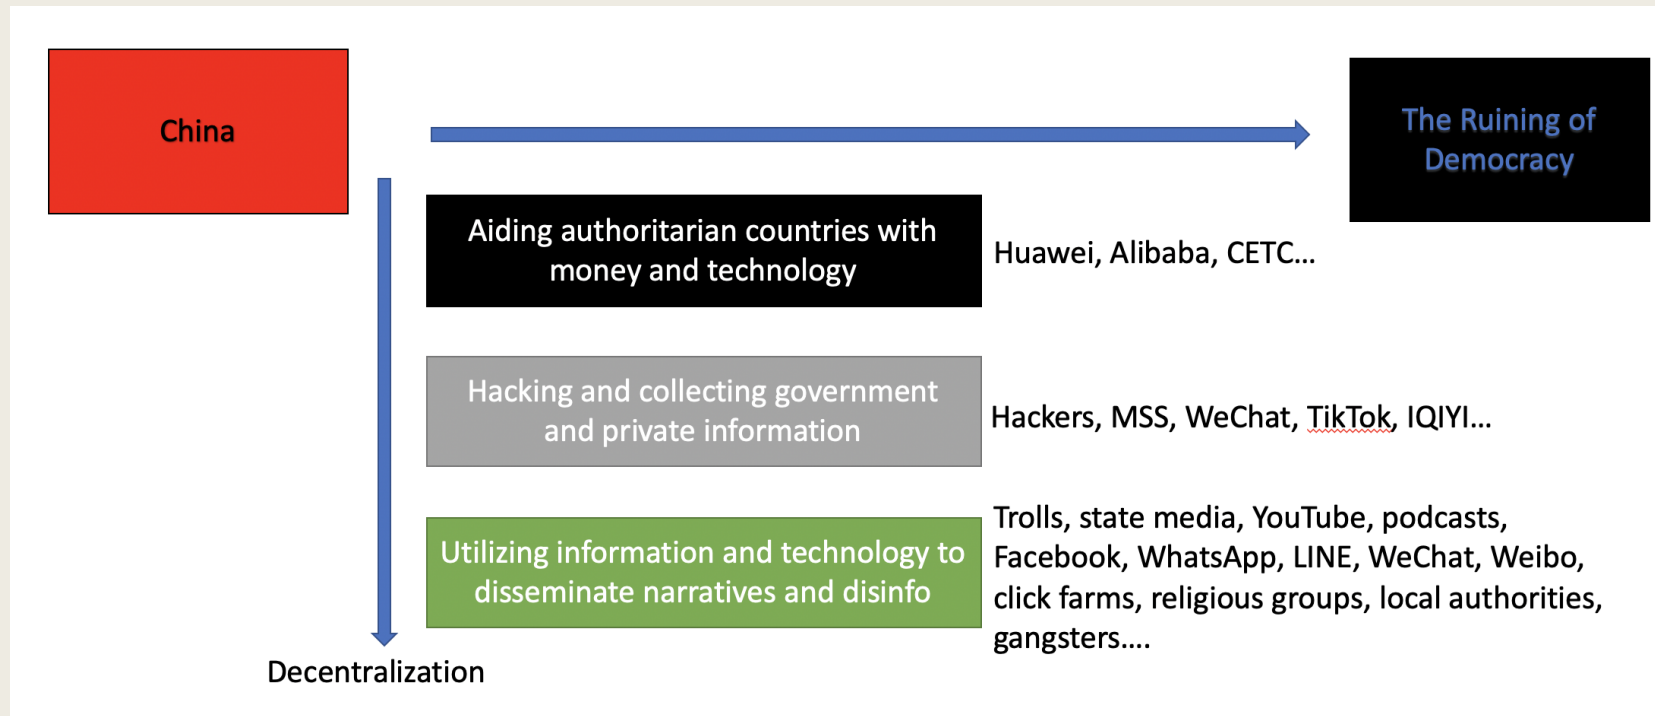 China
The Ruining of
Democracy
Aiding authoritarian countries with
money and technology
Huawei, Alibaba, CETC...
Hacking and collecting government
and private information
Hackers, MSS, WeChat, TikTok, IQIYI...
Utilizing information and technology to
disseminate narratives and disinfo
Trolls, state media, YouTube, podcasts,
Facebook, WhatsApp, LINE, WeChat, Weibo,
click farms, religious groups, local authorities,
gangsters....
Decentralization